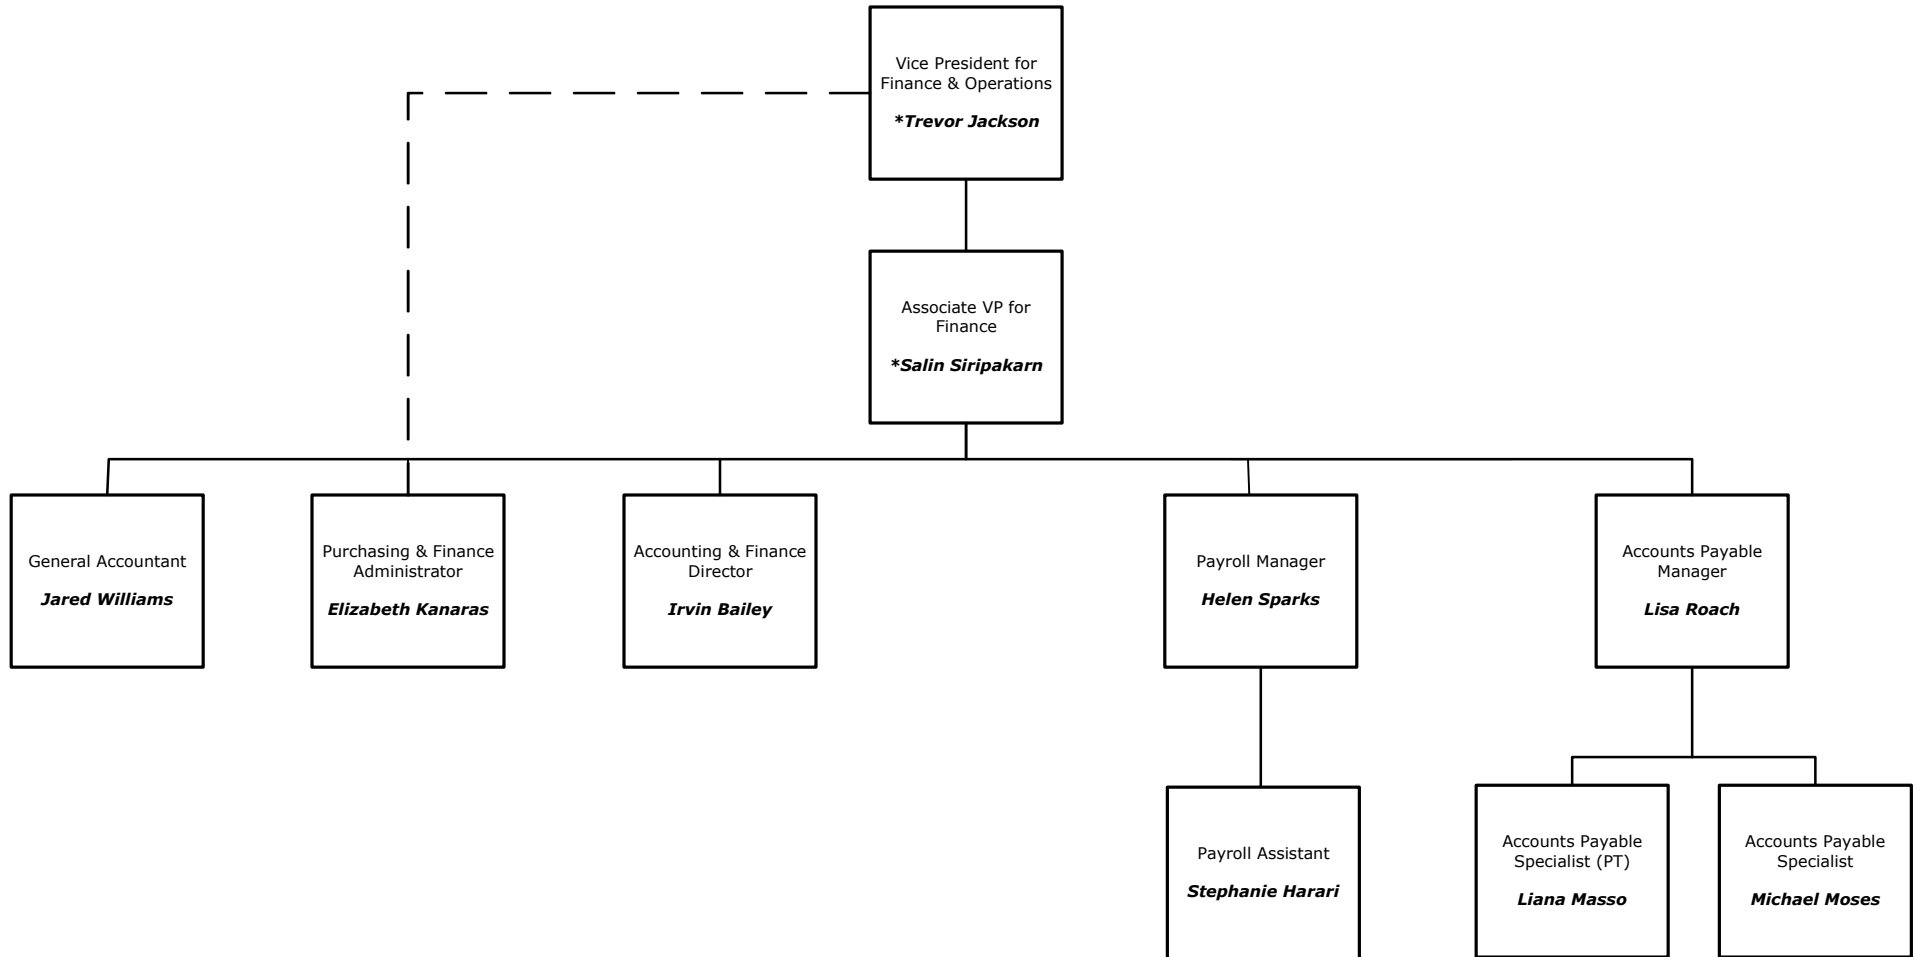 Vice President for
Finance & Operations
*Trevor Jackson
Associate VP for
Finance
*Salin Siripakarn
General Accountant
Jared Williams
Purchasing & Finance
Administrator
Elizabeth Kanaras
Accounting & Finance
Director
Irvin Bailey
Payroll Manager
Helen Sparks
Accounts Payable
Manager
Lisa Roach
Payroll Assistant
Stephanie Harari
Accounts Payable
Specialist (PT)
Liana Masso
Accounts Payable
Specialist
Michael Moses